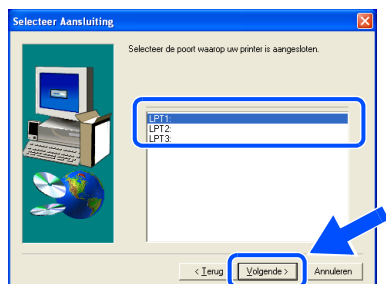 Selecteer Aansluiting
Selecteer de poort waarop uw printer is aangesloten.
LPT1:
LPT2:
LPT3:
< Terug
Volgende >
Annuleren